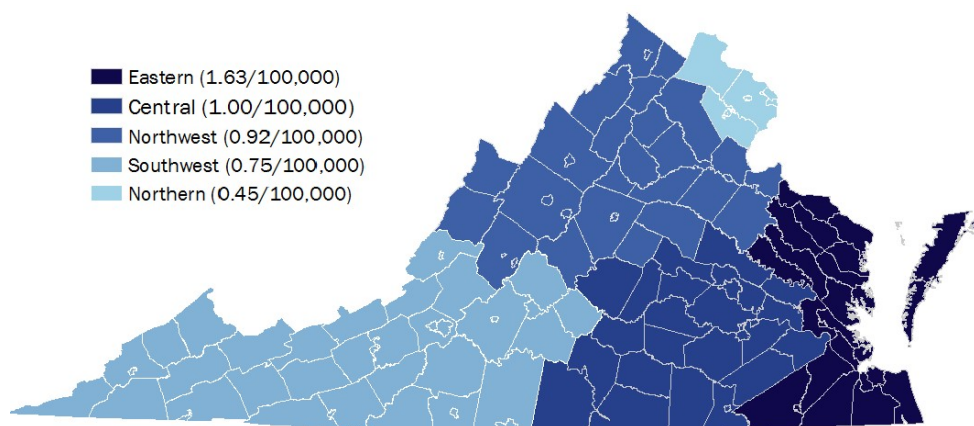 Eastern (1.63/100,000)
Central (1.00/100,000)
Northwest (0.92/100,000)
Southwest (0.75/100,000)
Northern (0.45/100,000)